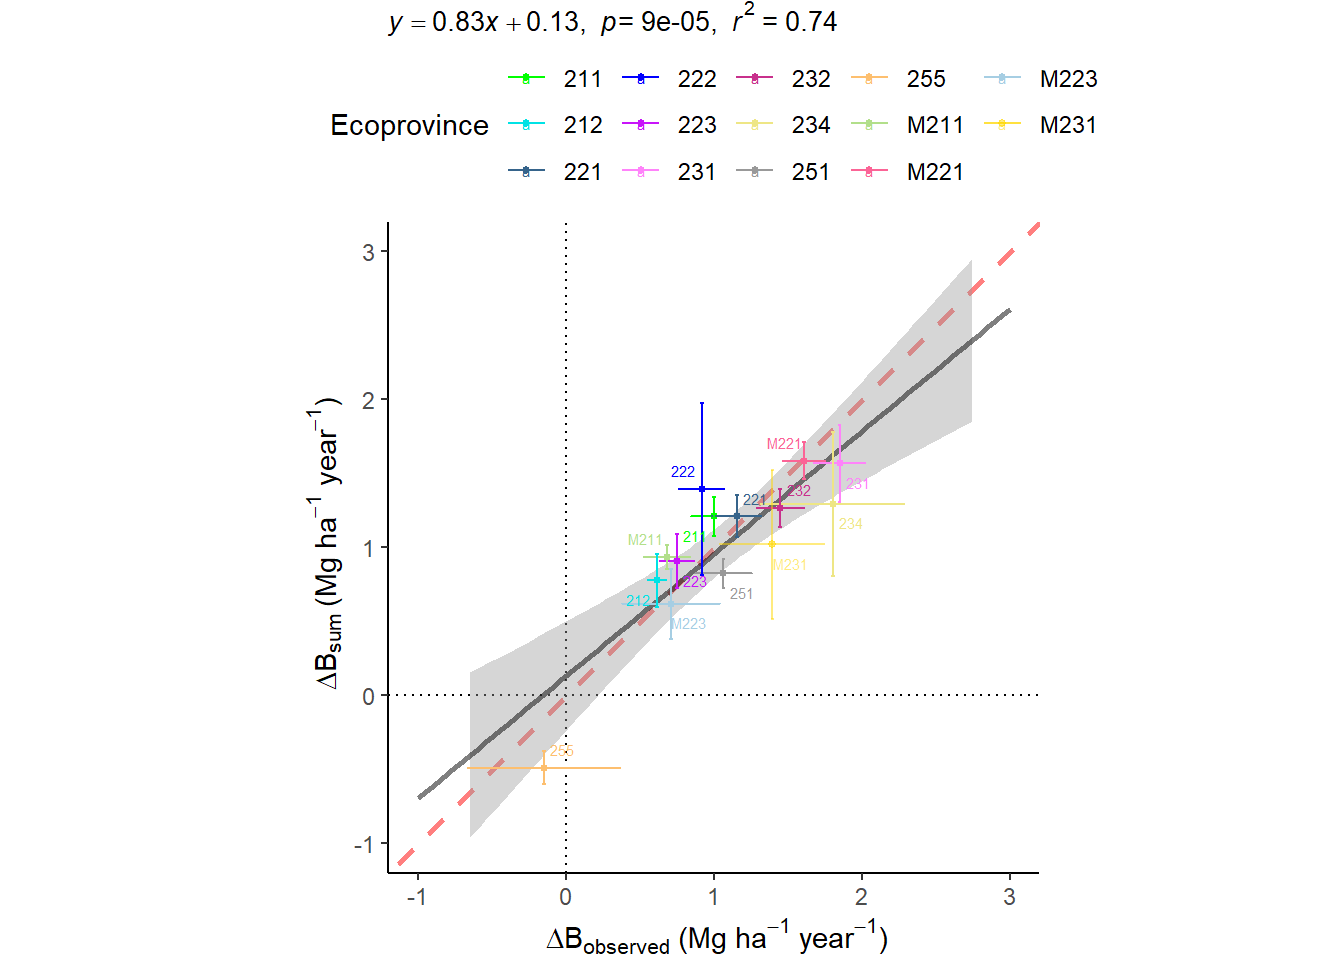 y = 0.83x + 0.13, p= 9e-05, r² = 0.74
211 222 232 255 M223
Ecoprovince 212 223 234 M211 M231
221 231 251 M221
3
2
1
0
-1
ΔBsum (Mg ha⁻¹ year⁻¹)
M221
222
231
232
221
234
211
M211
M231
223
251
212
M223
255
-1 0 1 2 3
ΔBobserved (Mg ha⁻¹ year⁻¹)